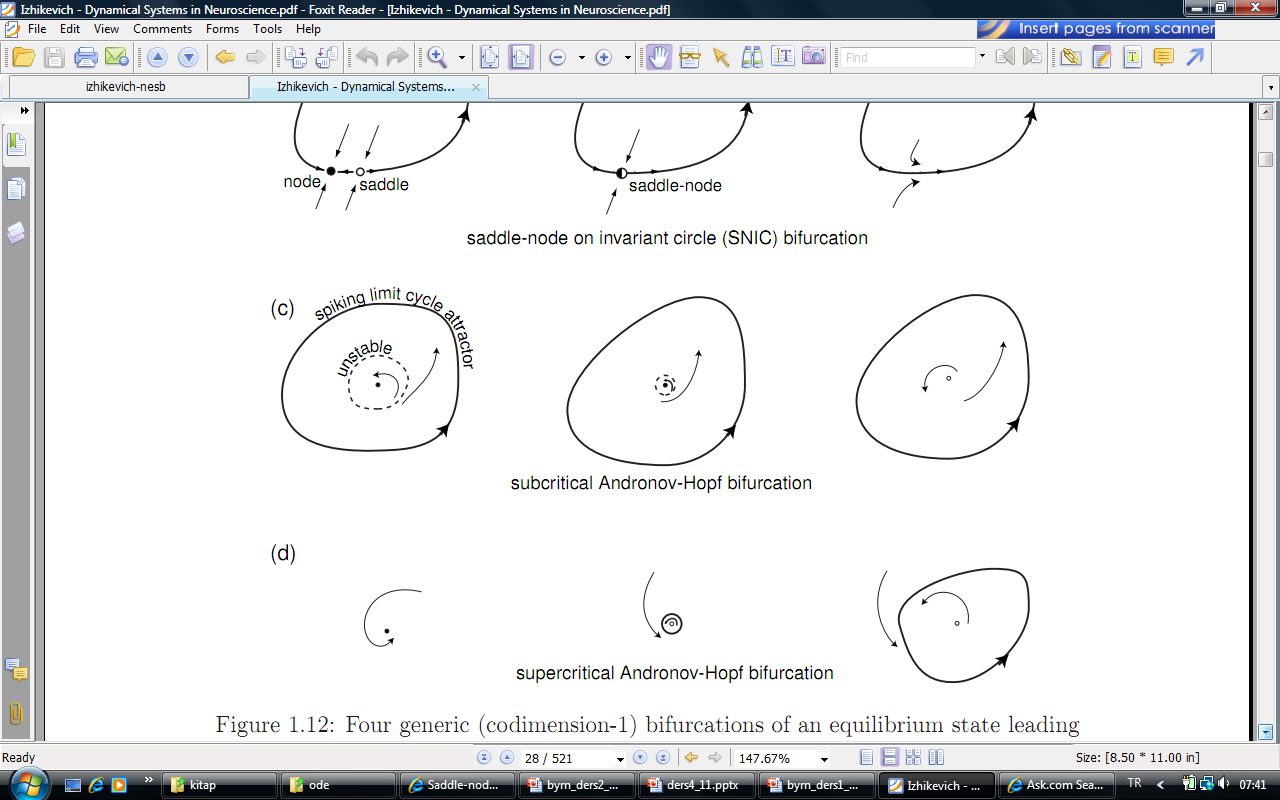 Izhikevich - Dynamical Systems in Neuroscience.pdf - Foxit Reader - [Izhikevich - Dynamical Systems in Neuroscience.pdf]
File Edit View Comments Forms Tools Help
Insert pages from scanner
Find
izhikevich-nesb
Izhikevich - Dynamical Systems...
node
saddle
saddle-node
saddle-node on invariant circle (SNIC) bifurcation
(c)
spiking limit cycle attractor
unstable
subcritical Andronov-Hopf bifurcation
(d)
supercritical Andronov-Hopf bifurcation
Figure 1.12: Four generic (codimension-1) bifurcations of an equilibrium state leading
Ready
28 / 521
147.67%
Size: [8.50 * 11.00 in]
kitap
ode
Saddle-nod...
bym_ders2_...
ders4_11.pptx
bym_ders1_...
Izhikevich - ...
Ask.com Sea...
TR
07:41